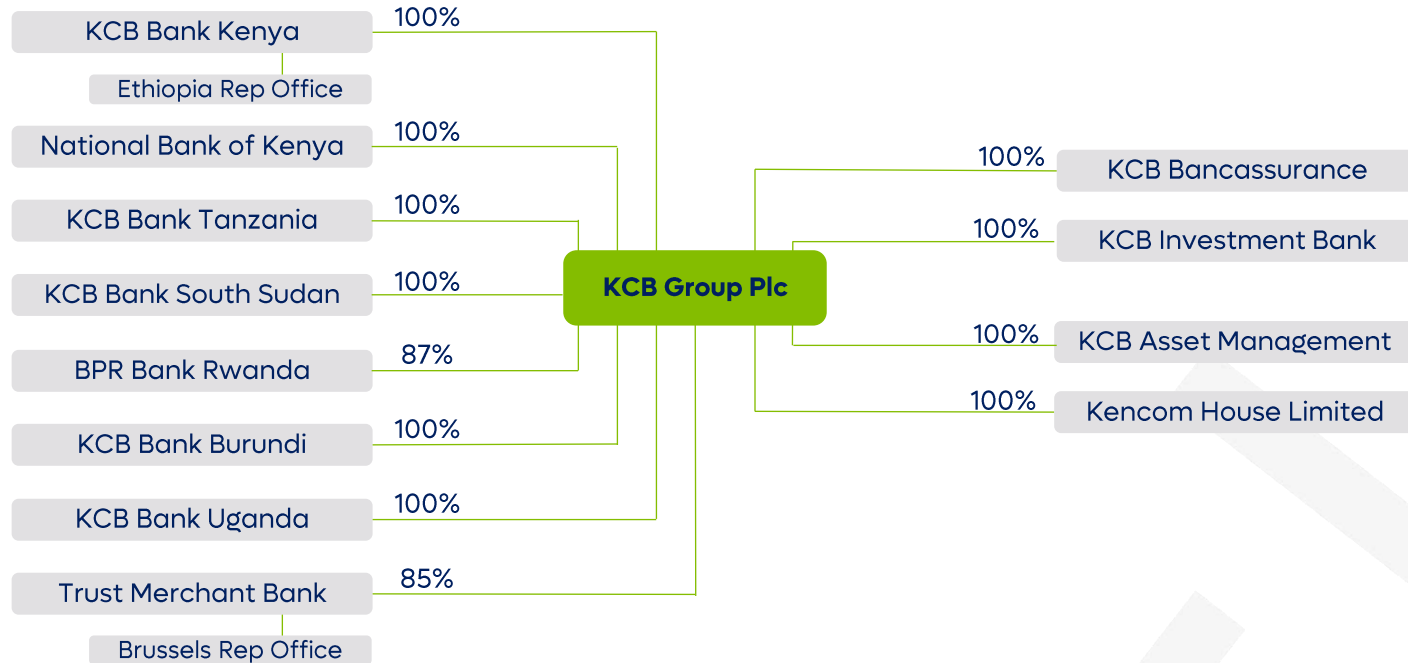 KCB Bank Kenya
100%
Ethiopia Rep Office
National Bank of Kenya
100%
KCB Bank Tanzania
100%
KCB Bank South Sudan
100%
BPR Bank Rwanda
87%
KCB Bank Burundi
100%
KCB Bank Uganda
100%
Trust Merchant Bank
85%
Brussels Rep Office
KCB Group Plc
100%
KCB Bancassurance
100%
KCB Investment Bank
100%
KCB Asset Management
100%
Kencom House Limited